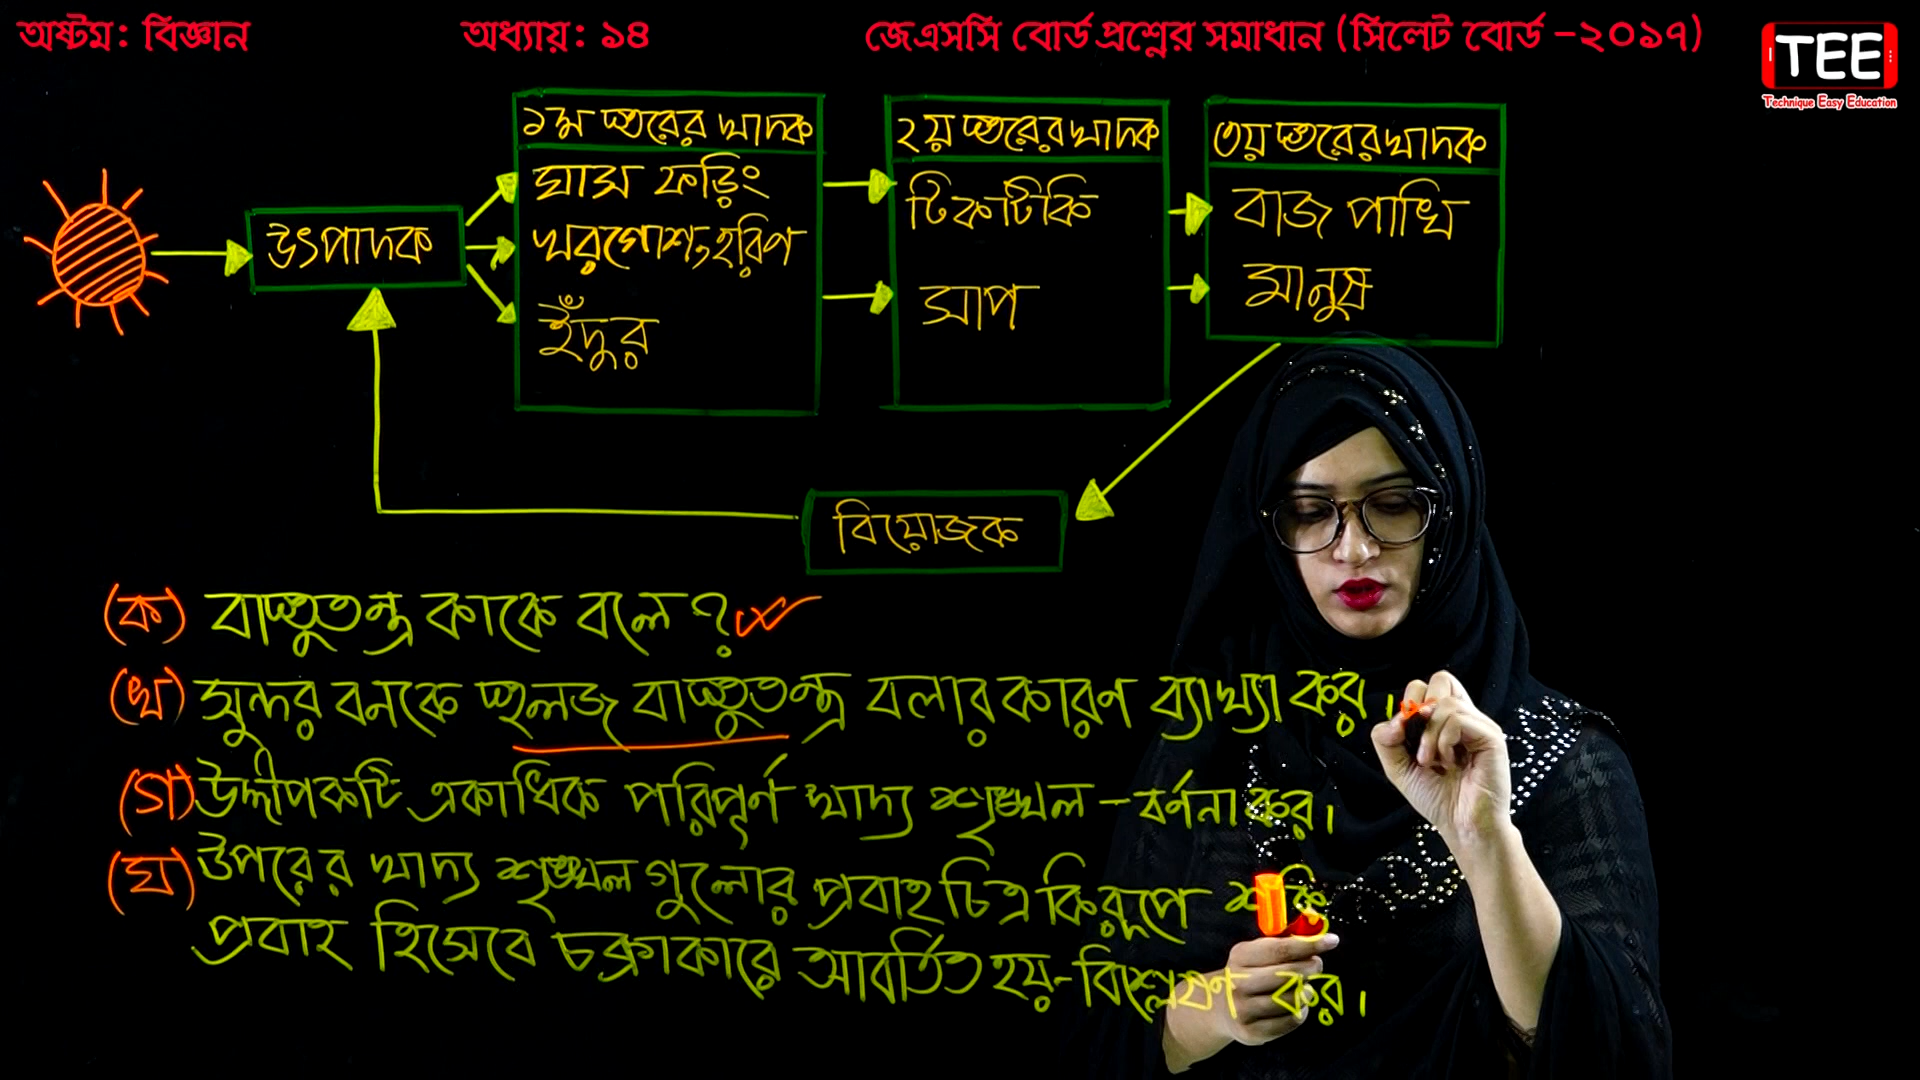 অষ্টম: বিজ্ঞান
অধ্যায়: ১৪
জেএসসি বোর্ড প্রশ্নের সমাধান (সিলেট বোর্ড -২০১৭)
TEE
Technique Easy Education
১ম স্তরের খাদক
ঘাস ফড়িং
খরগোশ, হরিণ
ইঁদুর
২য় স্তরের খাদক
টিকটিকি
সাপ
৩য় স্তরের খাদক
বাজ পাখি
মানুষ
উৎপাদক
বিয়োজক
(ক) বাস্তুতন্ত্র কাকে বলে ?
(খ) সুন্দর বনকে স্থলজ বাস্তুতন্ত্র বলার কারণ ব্যাখ্যা কর।
(গ) উদ্দীপকটি একাধিক পরিপূর্ণ খাদ্য শৃঙ্খল - বর্ণনা কর।
(ঘ) উপরের খাদ্য শৃঙ্খল গুলোর প্রবাহ চিত্র কিরূপে শক্তি
প্রবাহ হিসেবে চক্রাকারে আবর্তিত হয়-বিশ্লেষণ কর।